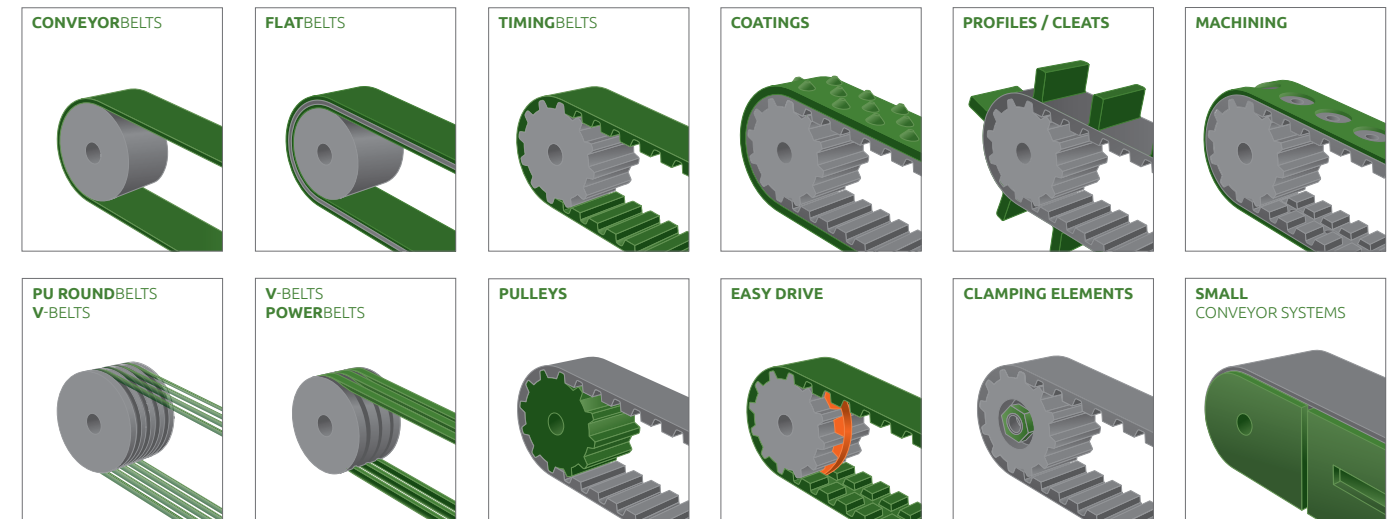 CONVEYORBELTS
FLATBELTS
TIMINGBELTS
COATINGS
PROFILES / CLEATS
MACHINING
PU ROUNDBELTS
V-BELTS
V-BELTS
POWERBELTS
PULLEYS
EASY DRIVE
CLAMPING ELEMENTS
SMALL
CONVEYOR SYSTEMS